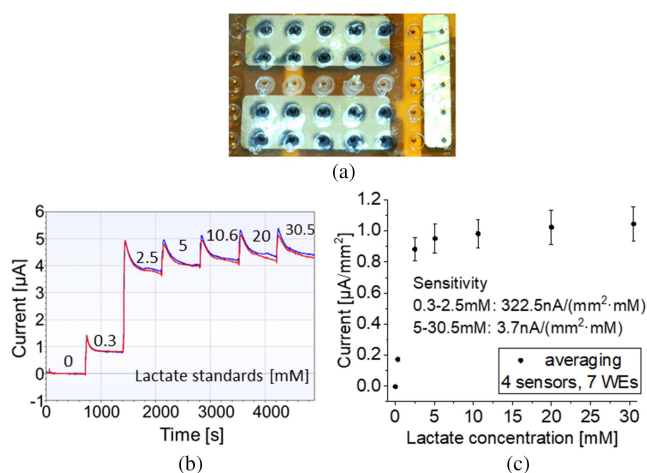 (a)
6
5
4
3
2
1
0
-1
Current [µA]
0
0.3
2.5
5
10.6
20
30.5
Lactate standards [mM]
0 1000 2000 3000 4000
Time [s]
(b)
1.2
1.0
0.8
0.6
0.4
0.2
0.0
Current [µA/mm²]
Sensitivity
0.3-2.5mM: 322.5nA/(mm²·mM)
5-30.5mM: 3.7nA/(mm²·mM)
averaging
4 sensors, 7 WEs
0 5 10 15 20 25 30
Lactate concentration [mM]
(c)